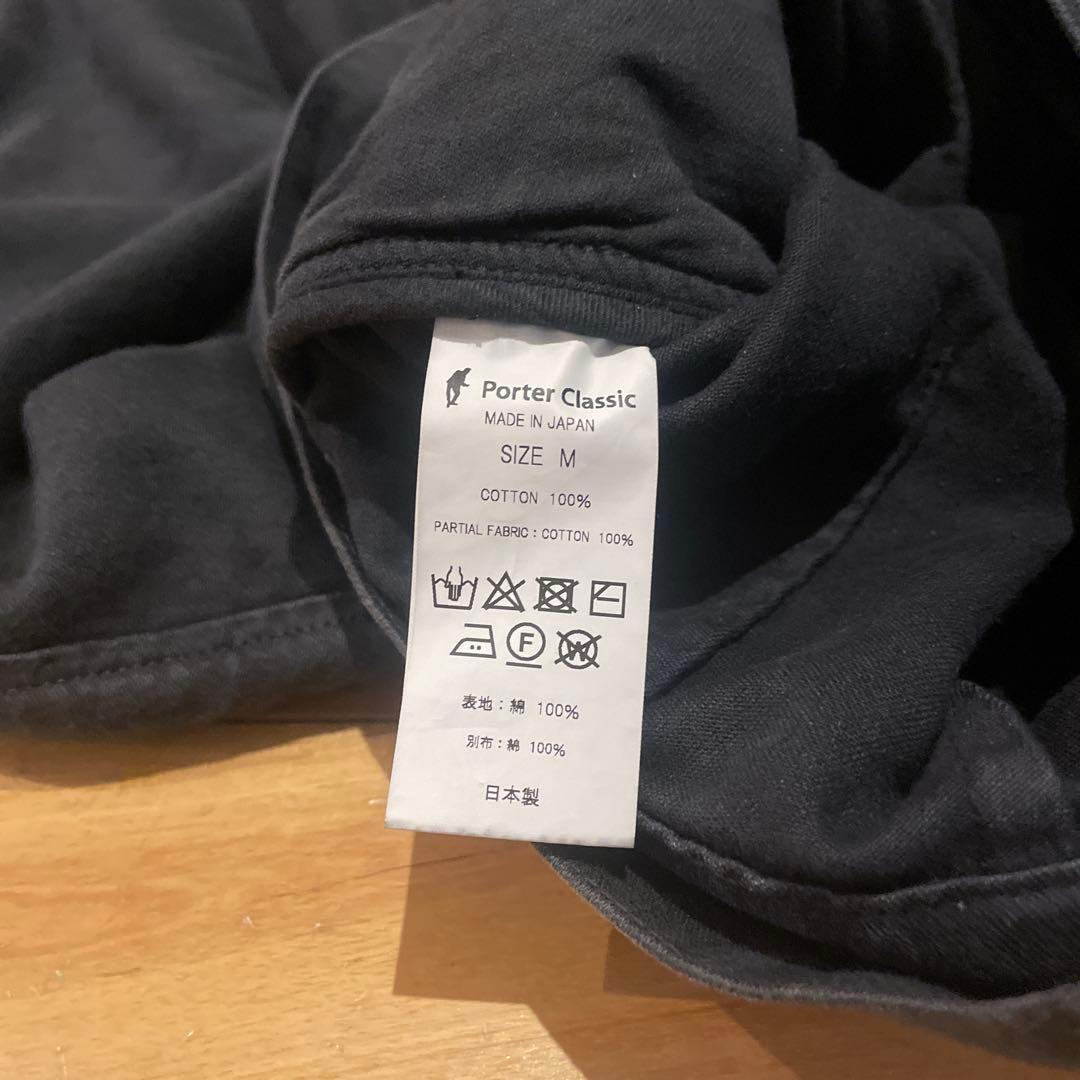 Porter Classic
MADE IN JAPAN
SIZE M
COTTON 100%
PARTIAL FABRIC : COTTON 100%
F W
表地 : 綿 100%
別布 : 綿 100%
日本製